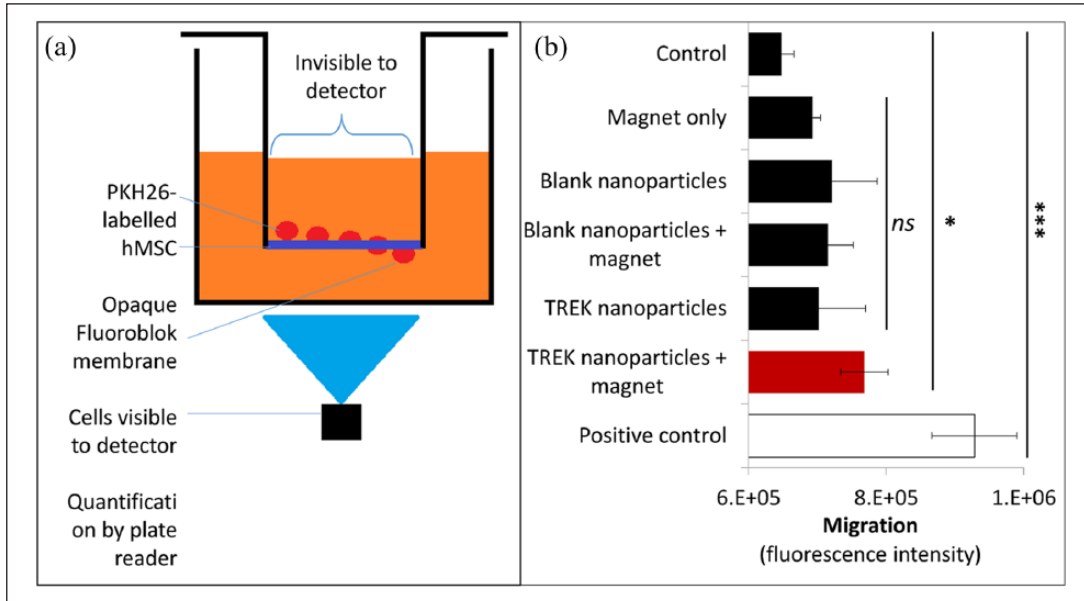 (a)
Invisible to
detector
PKH26-
labelled
hMSC
Opaque
Fluoroblok
membrane
Cells visible
to detector
Quantificati
on by plate
reader
(b)
Control
Magnet only
Blank nanoparticles
Blank nanoparticles +
magnet
TREK nanoparticles
TREK nanoparticles +
magnet
Positive control
ns
*
***
6.E+05
8.E+05
1.E+06
Migration
(fluorescence intensity)